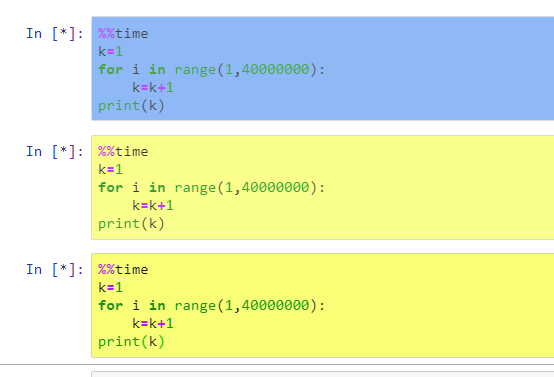 In [*]: %%time
k=1
for i in range(1,40000000):
    k=k+1
print(k)
In [*]: %%time
k=1
for i in range(1,40000000):
    k=k+1
print(k)
In [*]: %%time
k=1
for i in range(1,40000000):
    k=k+1
print(k)